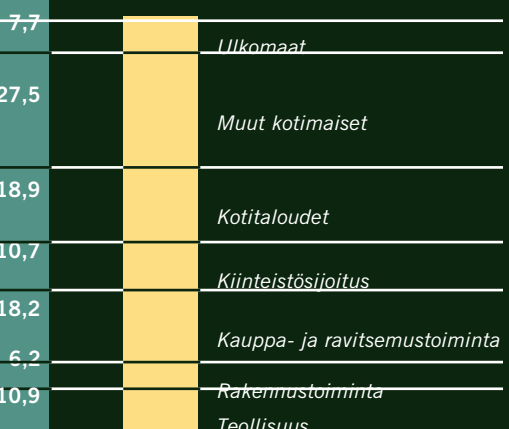 7,7
Ulkomaat
27,5
Muut kotimaiset
18,9
Kotitaloudet
10,7
Kiinteistösijoitus
18,2
Kauppa- ja ravitsemustoiminta
6,2
Rakennustoiminta
10,9
Teollisuus